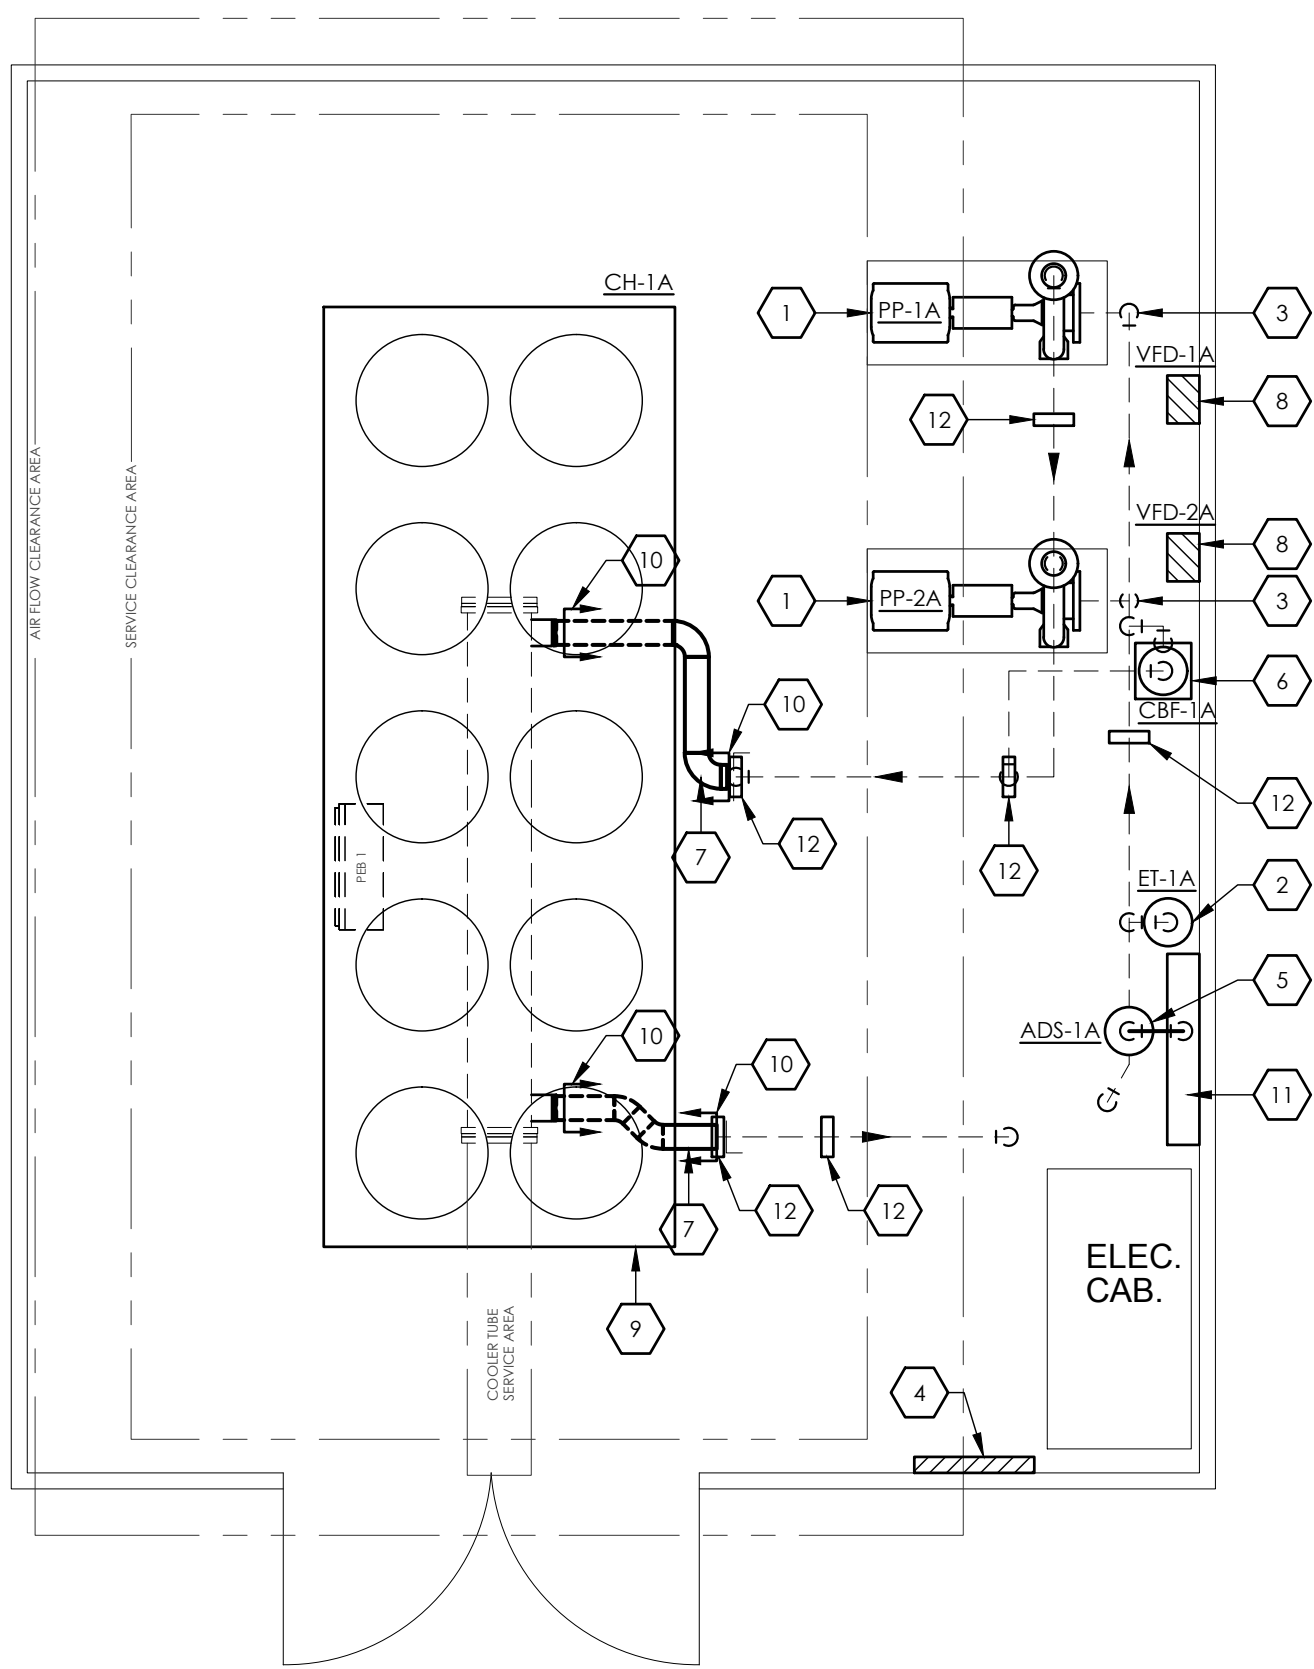 CH-1A
1
PP-1A
3
VFD-1A
8
12
AIR FLOW CLEARANCE AREA
SERVICE CLEARANCE AREA
VFD-2A
8
10
1
PP-2A
3
6
10
CBF-1A
12
12
7
12
PEB 1
ET-1A
2
5
10
ADS-1A
10
11
12
12
7
ELEC.
CAB.
9
COOLER TUBE
SERVICE AREA
4